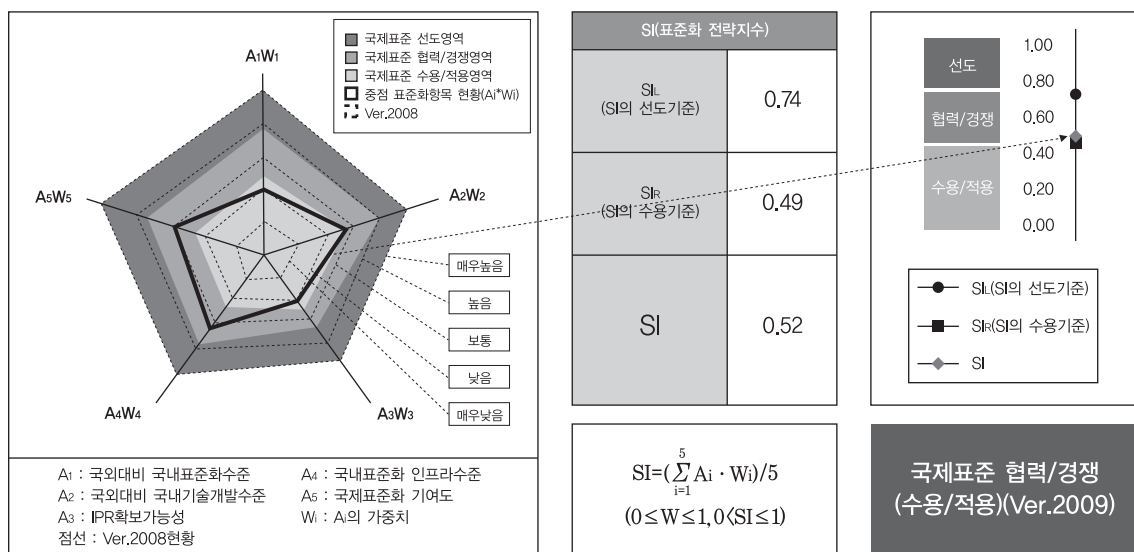 국제표준 선도영역
국제표준 협력/경쟁영역
국제표준 수용/적용영역
중점 표준화항목 현황(Ai*Wi)
Ver.2008
A₁W₁
A₂W₂
A₃W₃
A₄W₄
A₅W₅
매우높음
높음
보통
낮음
매우낮음
A₁ : 국외대비 국내표준화수준
A₂ : 국외대비 국내기술개발수준
A₃ : IPR확보가능성
점선 : Ver.2008현황
A₄ : 국내표준화 인프라수준
A₅ : 국제표준화 기여도
Wᵢ : Aᵢ의 가중치
SI(표준화 전략지수)
SIL
(SI의 선도기준)
0.74
SIR
(SI의 수용기준)
0.49
SI
0.52
SI=(∑ Ai · Wi)/5
5
i=1
(0≤W≤1, 0〈SI≤1)
선도
협력/경쟁
수용/적용
1.00
0.80
0.60
0.40
0.20
0.00
SIL(SI의 선도기준)
SIR(SI의 수용기준)
SI
국제표준 협력/경쟁
(수용/적용)(Ver.2009)